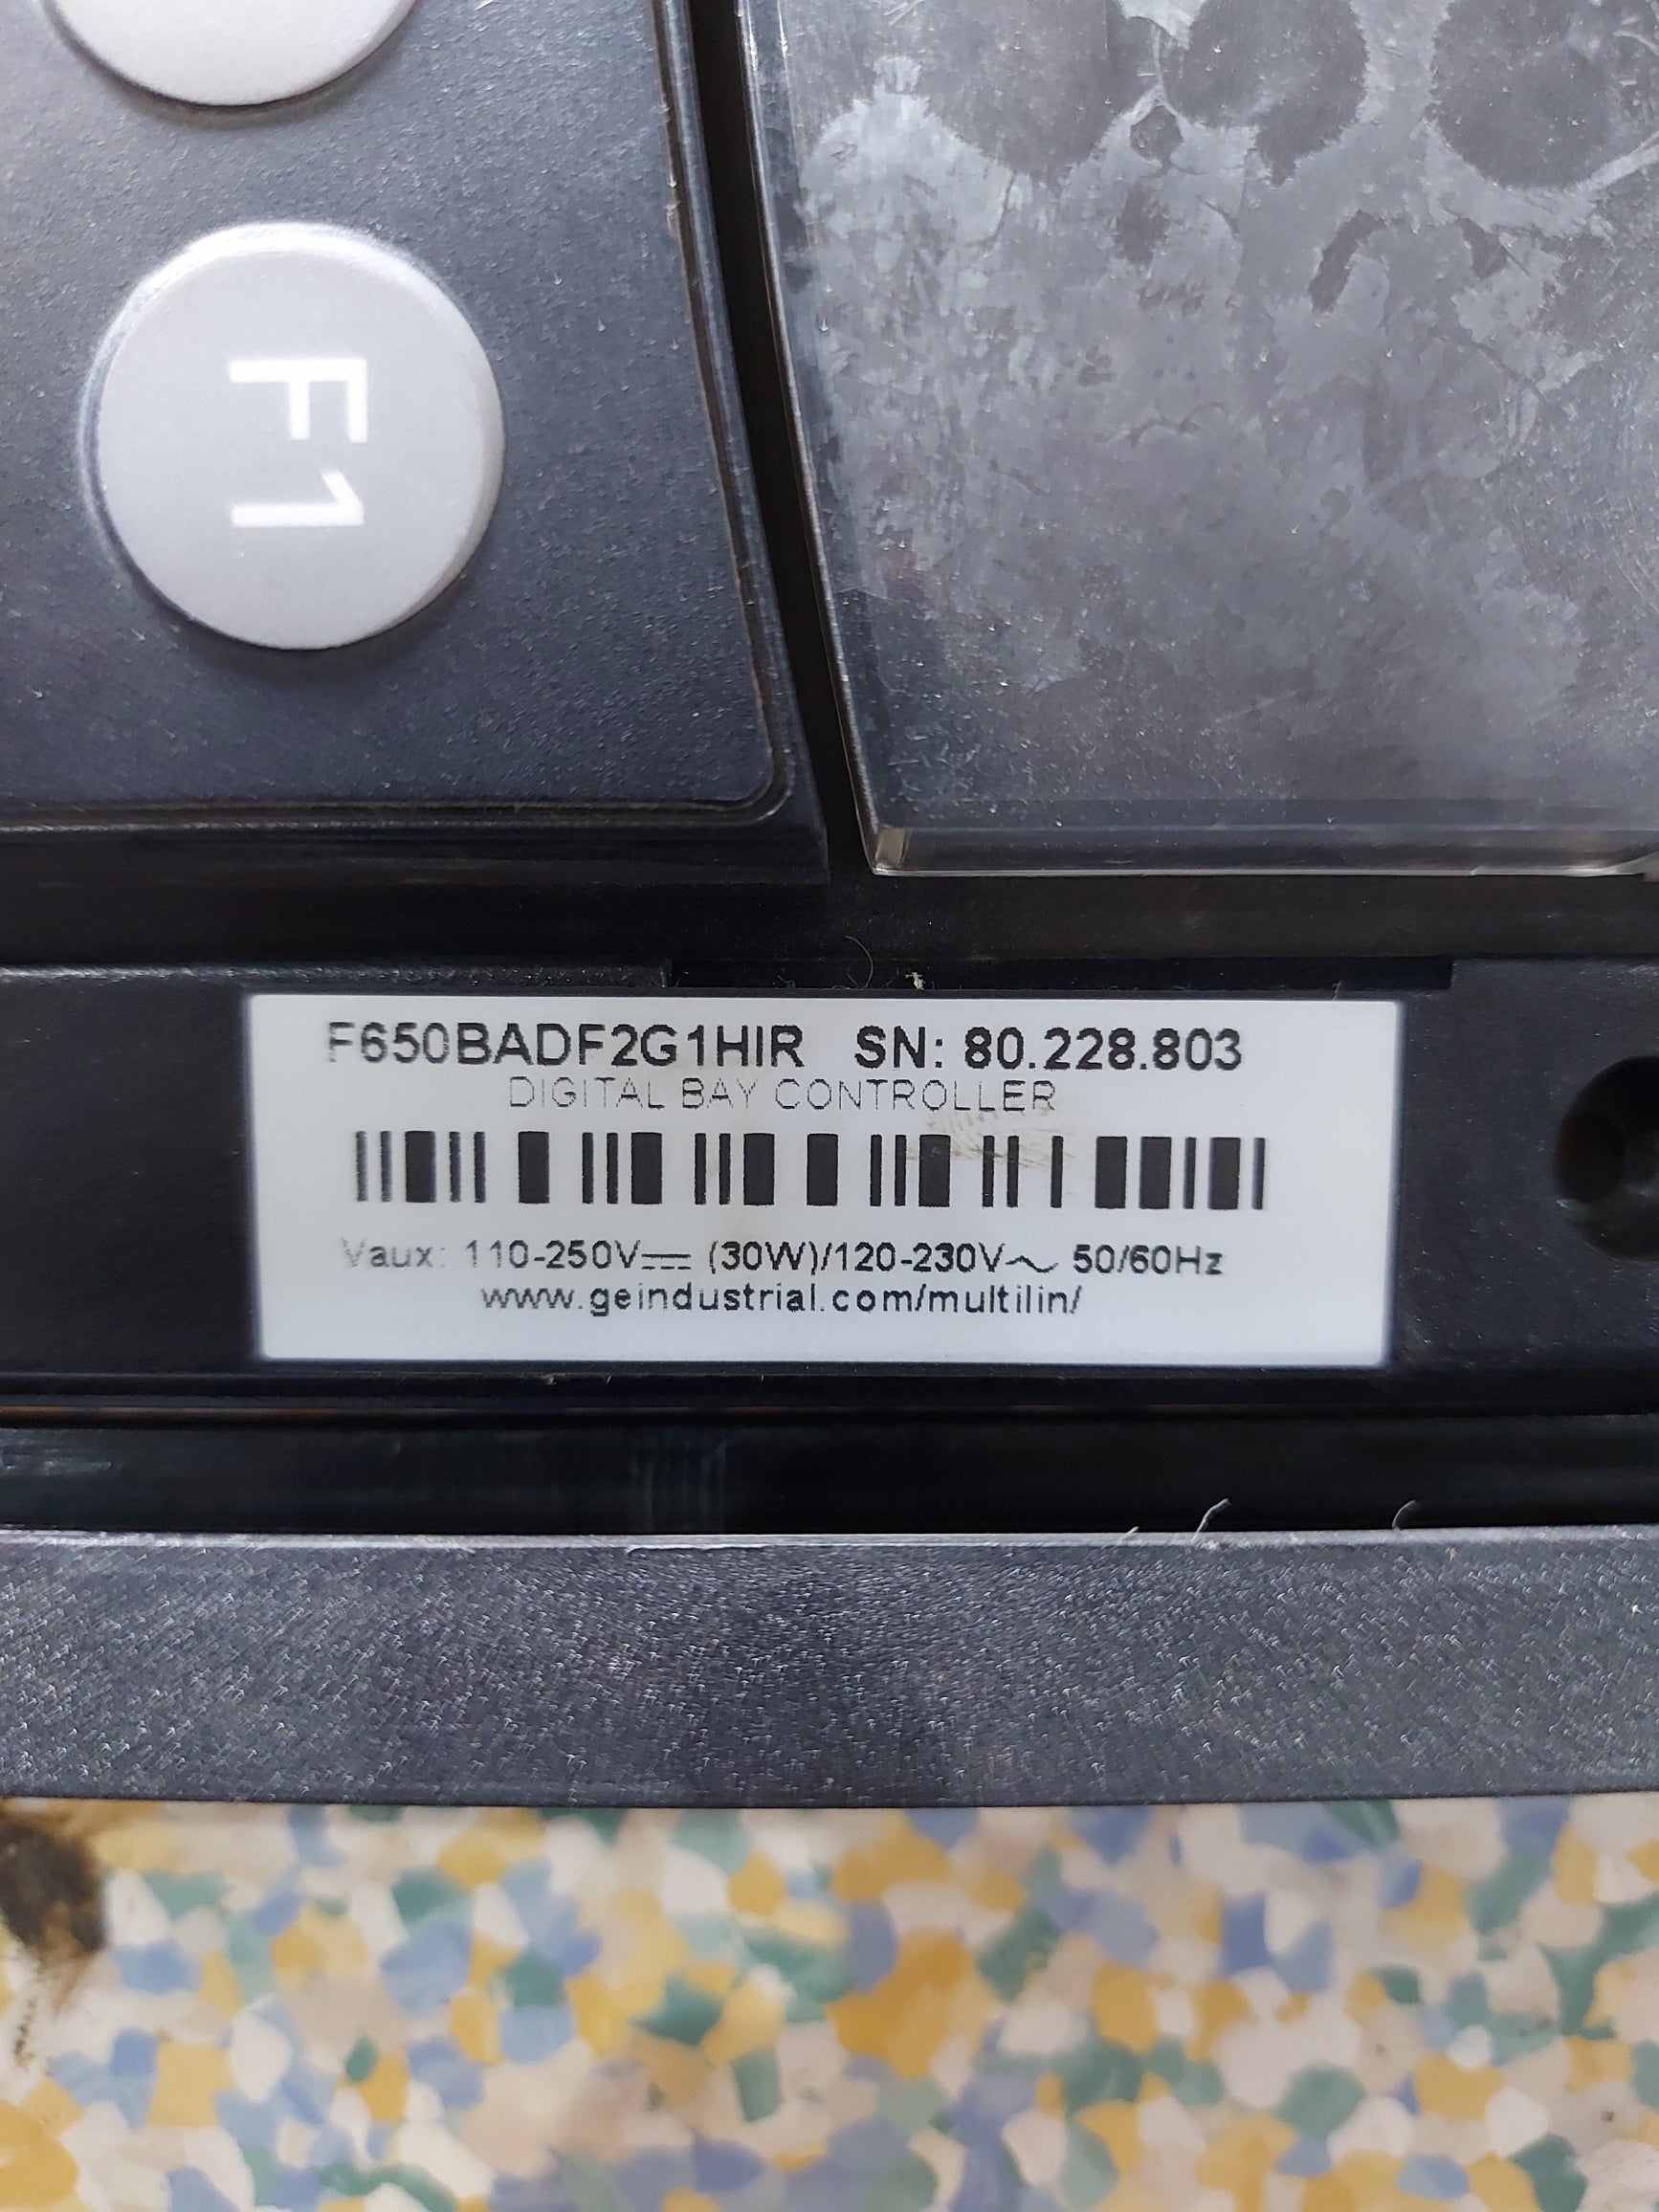 F1
F650BADF2G1HIR SN: 80.228.803
DIGITAL BAY CONTROLLER
Vaux: 110-250V⎓ (30W)/120-230V~ 50/60Hz
www.geindustrial.com/multilin/